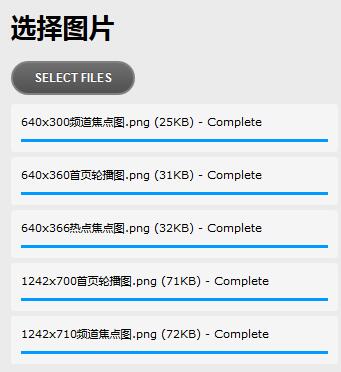 选择图片
SELECT FILES
640x300频道焦点图.png (25KB) - Complete
640x360首页轮播图.png (31KB) - Complete
640x366热点焦点图.png (32KB) - Complete
1242x700首页轮播图.png (71KB) - Complete
1242x710频道焦点图.png (72KB) - Complete